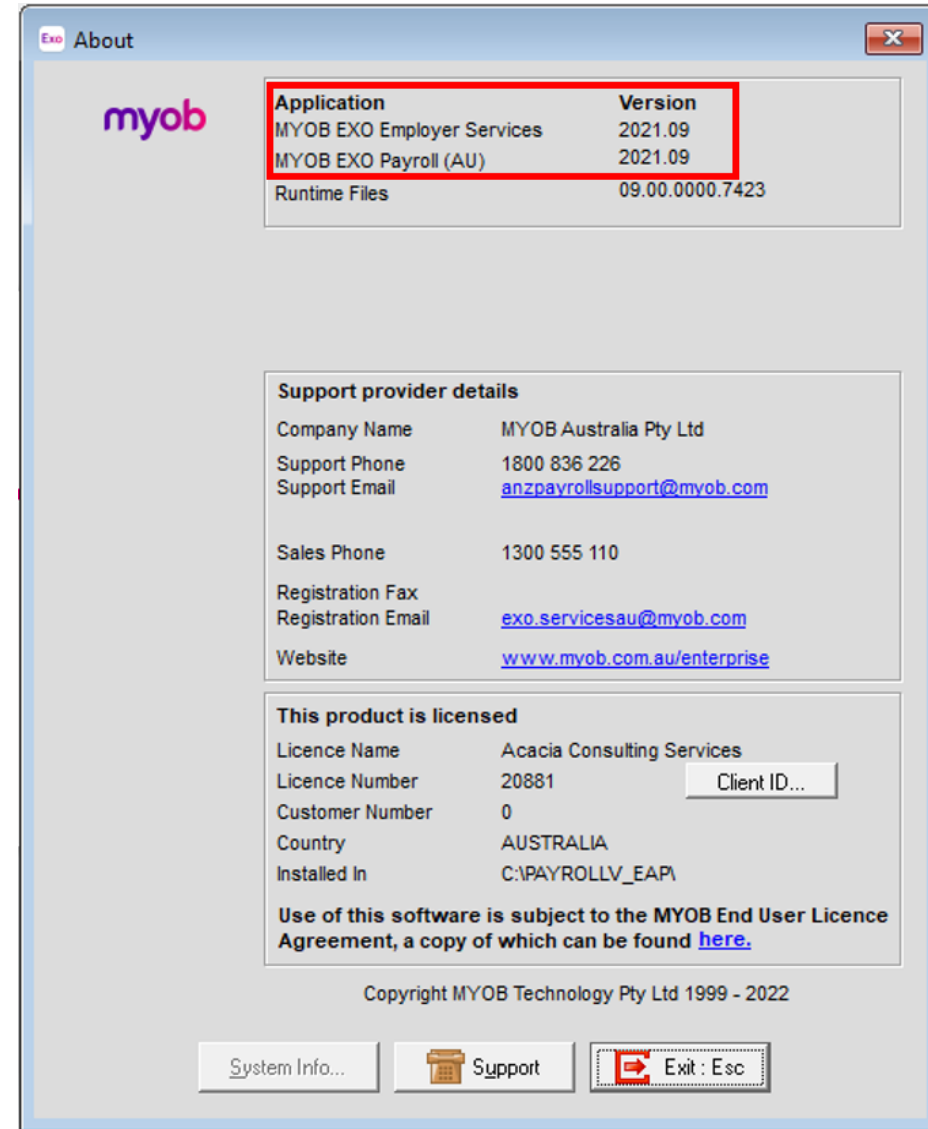 Exo About
myob
Application Version
MYOB EXO Employer Services 2021.09
MYOB EXO Payroll (AU) 2021.09
Runtime Files 09.00.0000.7423
Support provider details
Company Name MYOB Australia Pty Ltd
Support Phone 1800 836 226
Support Email anzpayrollsupport@myob.com
Sales Phone 1300 555 110
Registration Fax
Registration Email exo.servicesau@myob.com
Website www.myob.com.au/enterprise
This product is licensed
Licence Name Acacia Consulting Services
Licence Number 20881 Client ID...
Customer Number 0
Country AUSTRALIA
Installed In C:\PAYROLLV_EAP\
Use of this software is subject to the MYOB End User Licence
Agreement, a copy of which can be found here.
Copyright MYOB Technology Pty Ltd 1999 - 2022
System Info... Support Exit : Esc